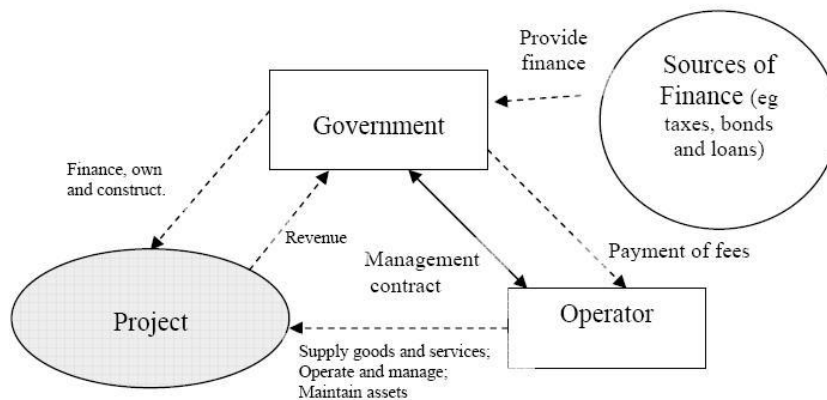 Provide
finance
Sources of
Finance (eg
taxes, bonds
and loans)
Government
Finance, own
and construct.
Revenue
Management
contract
Payment of fees
Project
Operator
Supply goods and services;
Operate and manage;
Maintain assets